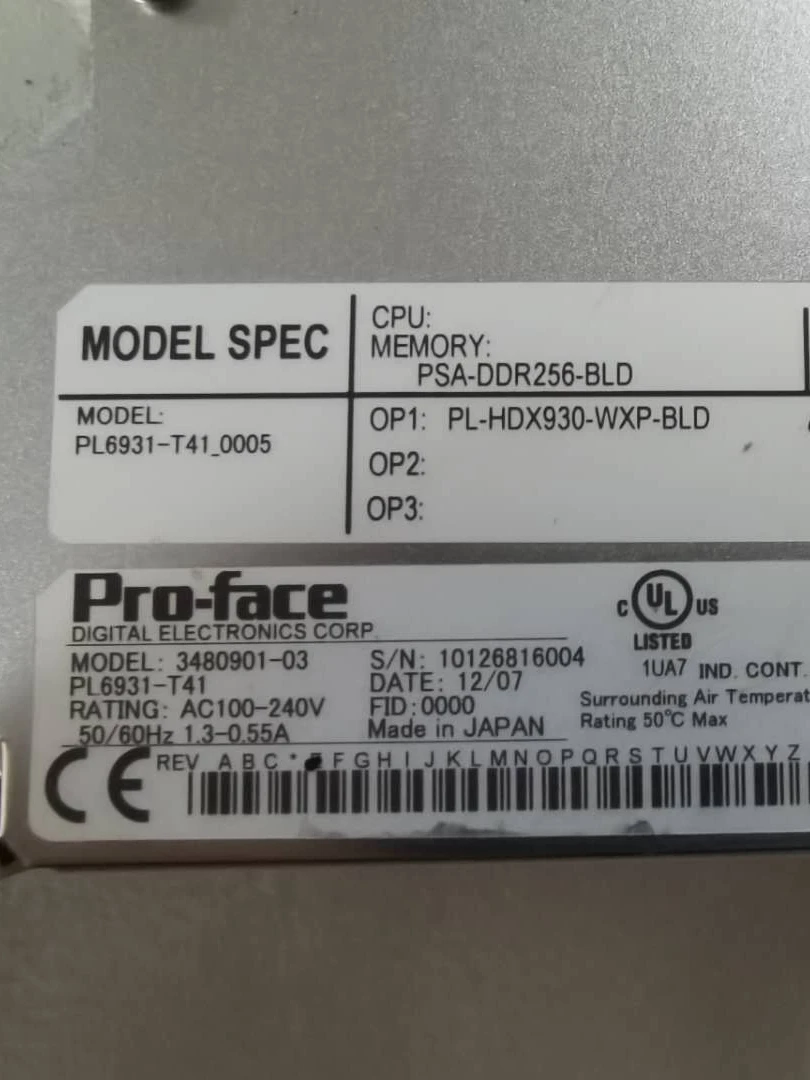 MODEL SPEC
CPU:
MEMORY:
PSA-DDR256-BLD
MODEL:
PL6931-T41_0005
OP1: PL-HDX930-WXP-BLD
OP2:
OP3:
Pro-face
DIGITAL ELECTRONICS CORP.
MODEL: 3480901-03
PL6931-T41
RATING: AC100-240V
50/60Hz 1.3-0.55A
S/N: 10126816004
DATE: 12/07
FID:0000
Made in JAPAN
C UL US
LISTED
1UA7 IND. CONT.
Surrounding Air Temperat
Rating 50℃ Max
CE
REV A B C * F G H I J K L M N O P Q R S T U V W X Y Z